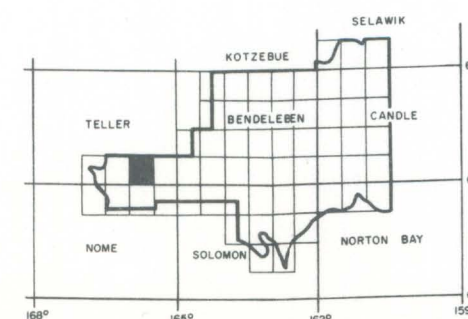 SELAWIK
KOTZEBUE
TELLER
BENDELEBEN
CANDLE
NOME
SOLOMON
NORTON BAY
168°